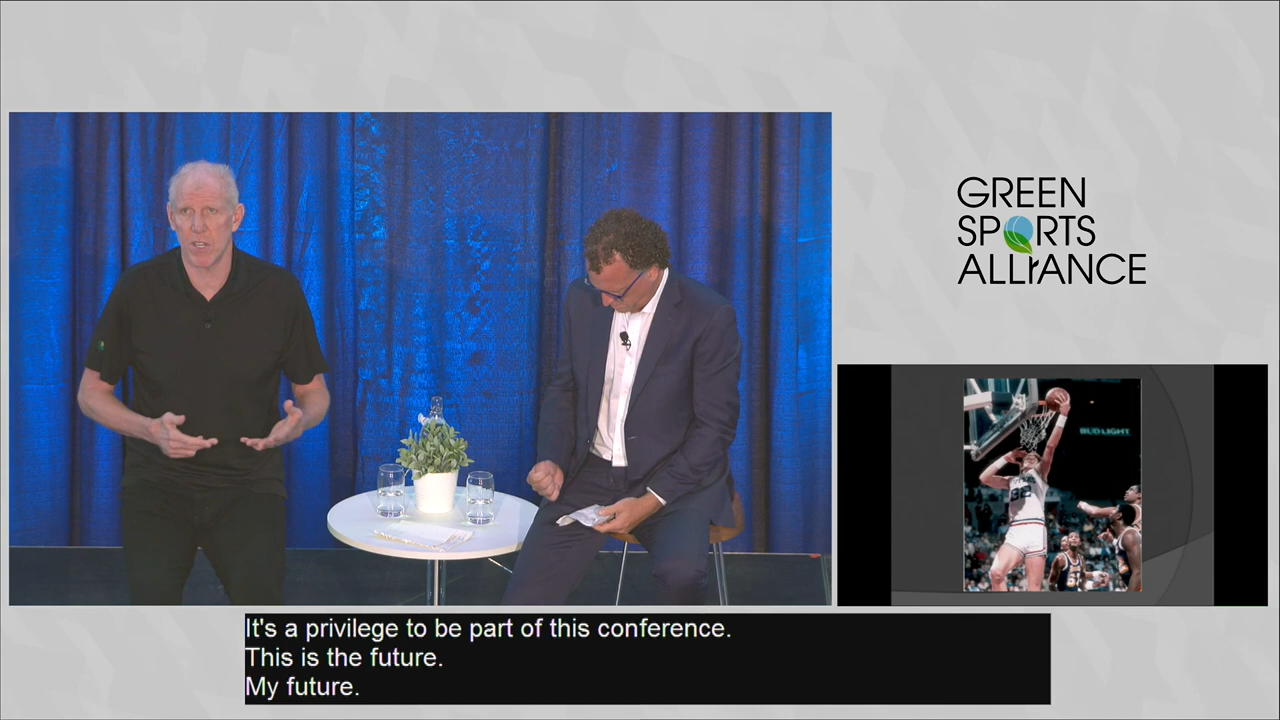 GREEN
SPORTS
ALLIANCE
BUD LIGHT
32
It's a privilege to be part of this conference.
This is the future.
My future.